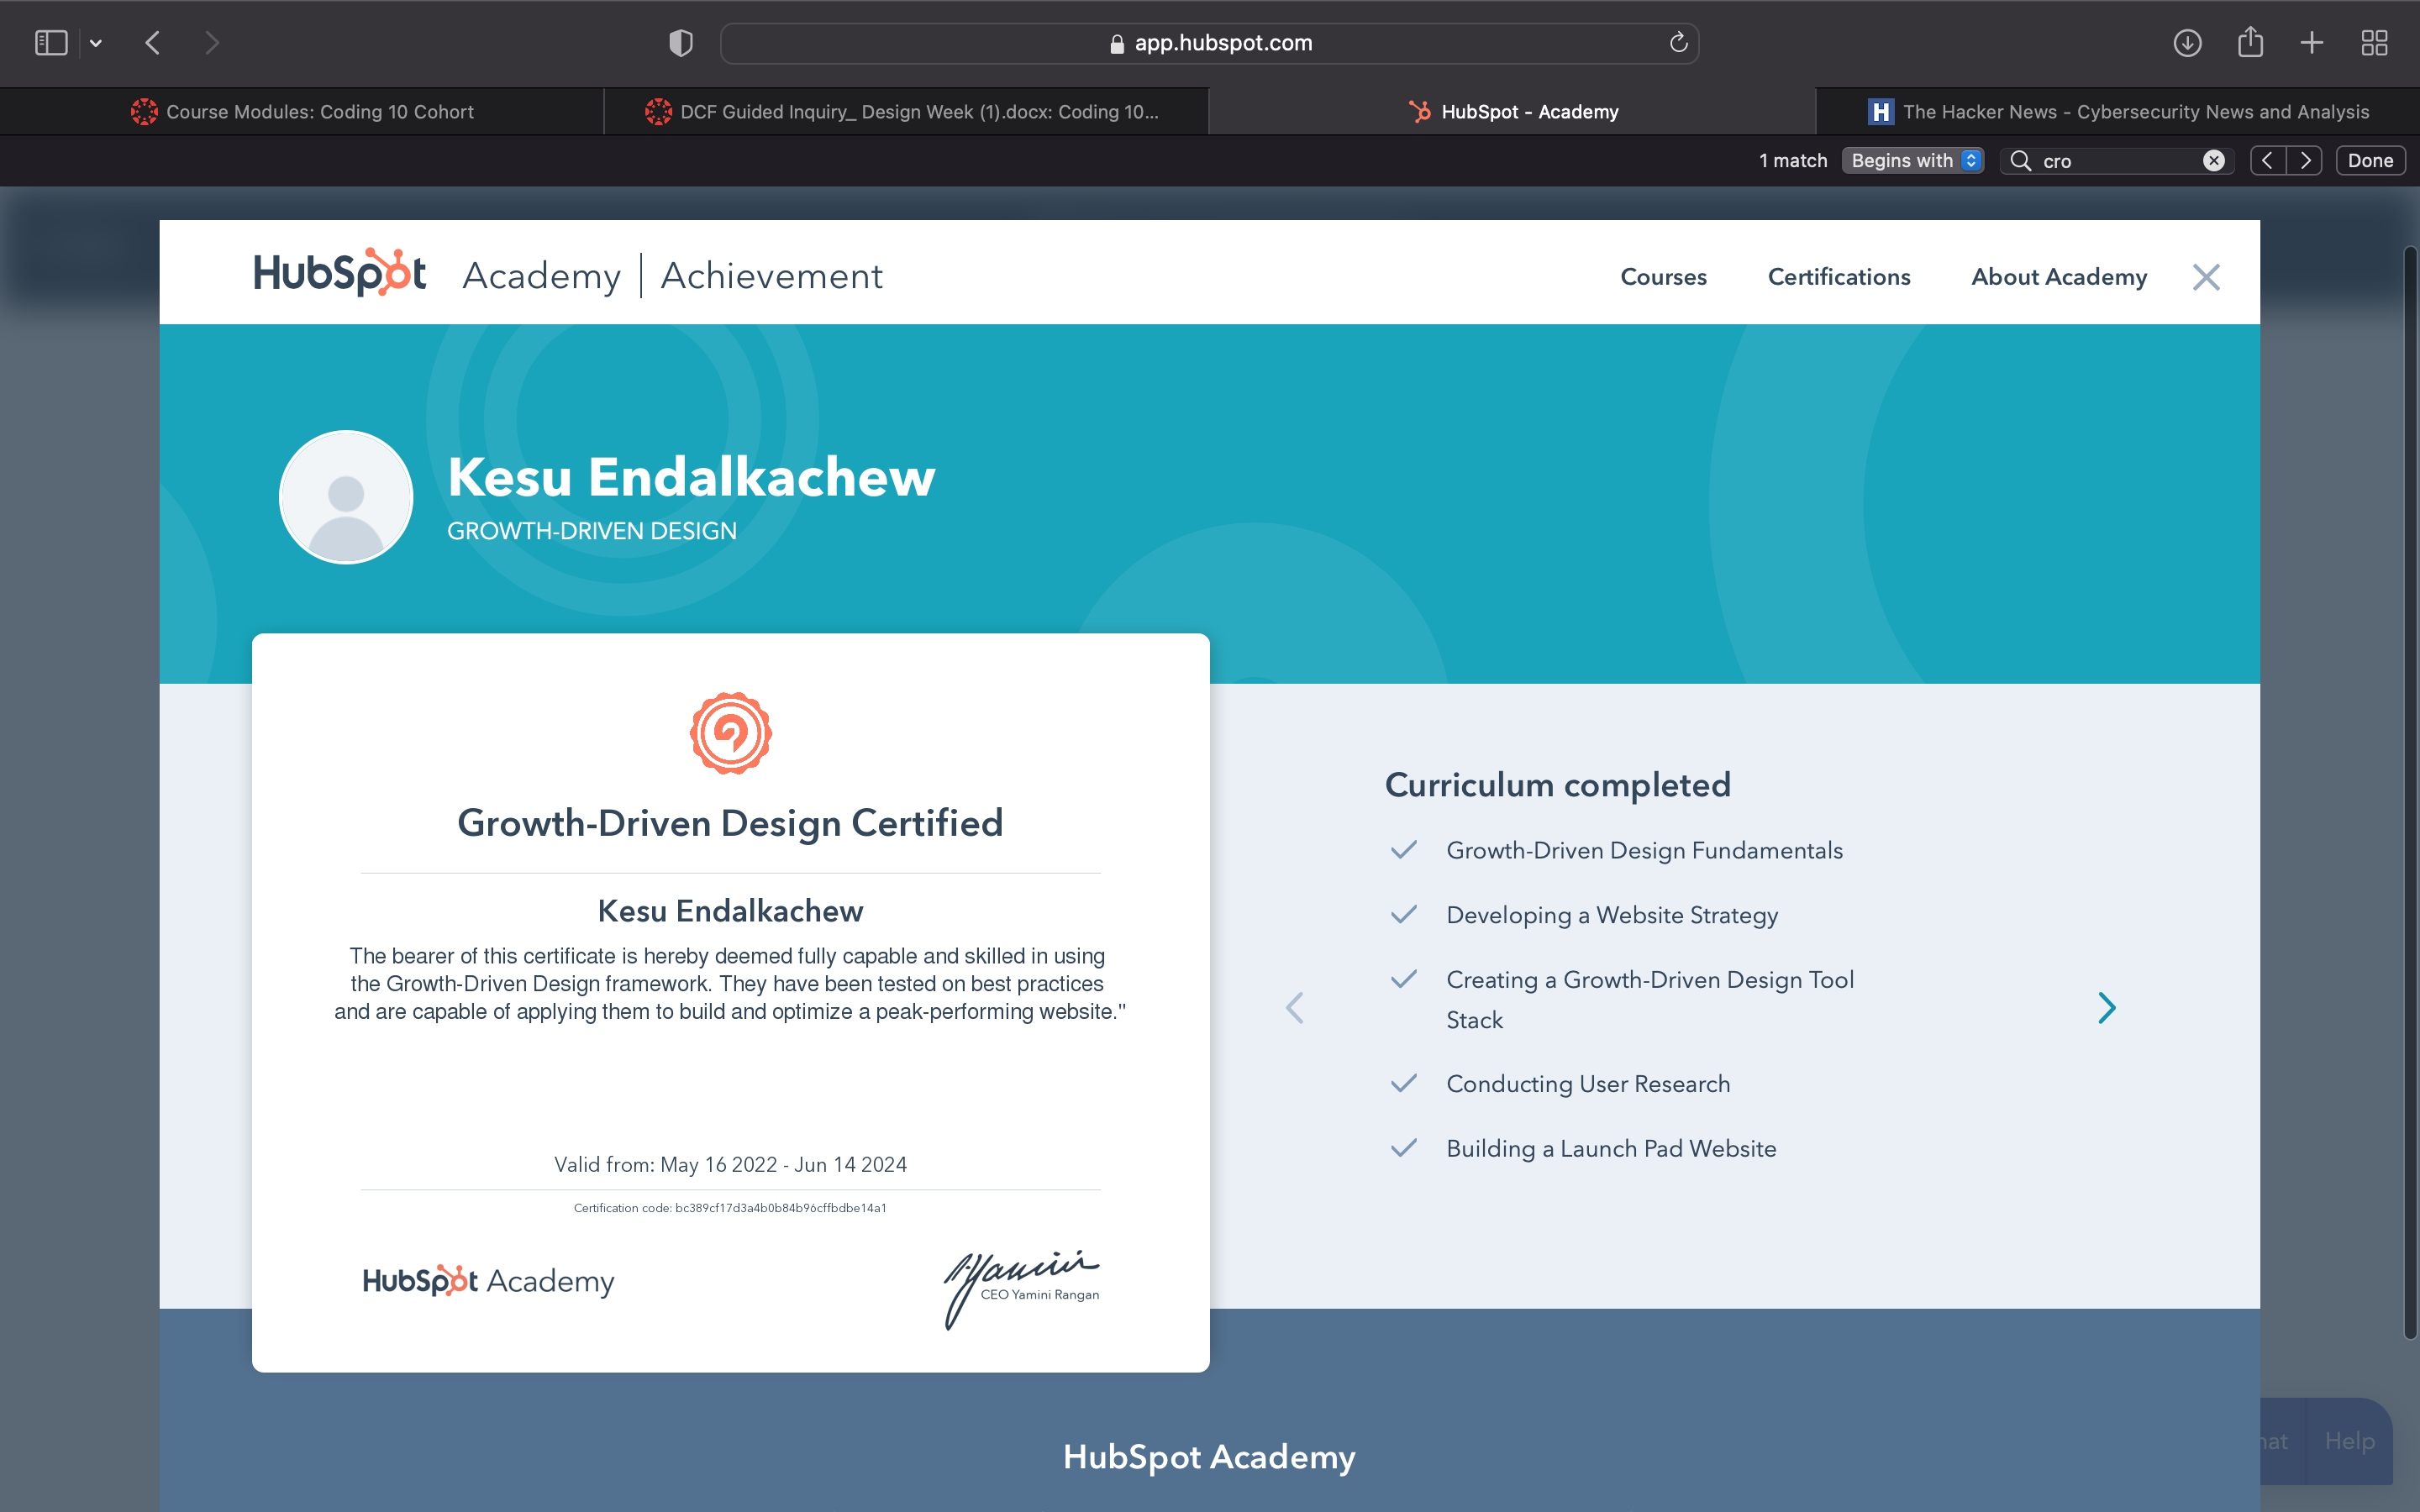 app.hubspot.com
Course Modules: Coding 10 Cohort
DCF Guided Inquiry_ Design Week (1).docx: Coding 10...
HubSpot - Academy
H The Hacker News - Cybersecurity News and Analysis
1 match
Begins with
cro
Done
HubSpot Academy | Achievement
Courses
Certifications
About Academy
Kesu Endalkachew
GROWTH-DRIVEN DESIGN
Growth-Driven Design Certified
Kesu Endalkachew
The bearer of this certificate is hereby deemed fully capable and skilled in using
the Growth-Driven Design framework. They have been tested on best practices
and are capable of applying them to build and optimize a peak-performing website."
Valid from: May 16 2022 - Jun 14 2024
Certification code: bc389cf17d3a4b0b84b96cffbdbe14a1
HubSpot Academy
CEO Yamini Rangan
Curriculum completed
Growth-Driven Design Fundamentals
Developing a Website Strategy
Creating a Growth-Driven Design Tool
Stack
Conducting User Research
Building a Launch Pad Website
HubSpot Academy
Help